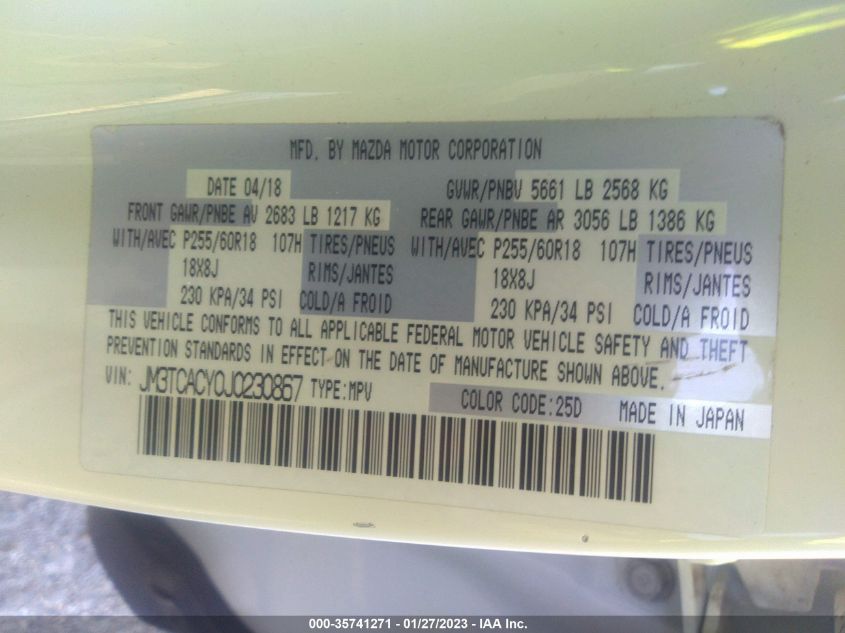 MFD. BY MAZDA MOTOR CORPORATION
DATE 04/18 GVWR/PNBV 5661 LB 2568 KG
FRONT GAWR/PNBE AV 2683 LB 1217 KG REAR GAWR/PNBE AR 3056 LB 1386 KG
WITH/AVEC P255/60R18 107H TIRES/PNEUS WITH/AVEC P255/60R18 107H TIRES/PNEUS
18X8J RIMS/JANTES 18X8J RIMS/JANTES
230 KPA/34 PSI COLD/A FROID 230 KPA/34 PSI COLD/A FROID
THIS VEHICLE CONFORMS TO ALL APPLICABLE FEDERAL MOTOR VEHICLE SAFETY AND THEFT
PREVENTION STANDARDS IN EFFECT ON THE DATE OF MANUFACTURE SHOWN ABOVE.
VIN: JM3TCACY0J0230867 TYPE:MPV
COLOR CODE:25D MADE IN JAPAN
000-35741271 - 01/27/2023 - IAA Inc.